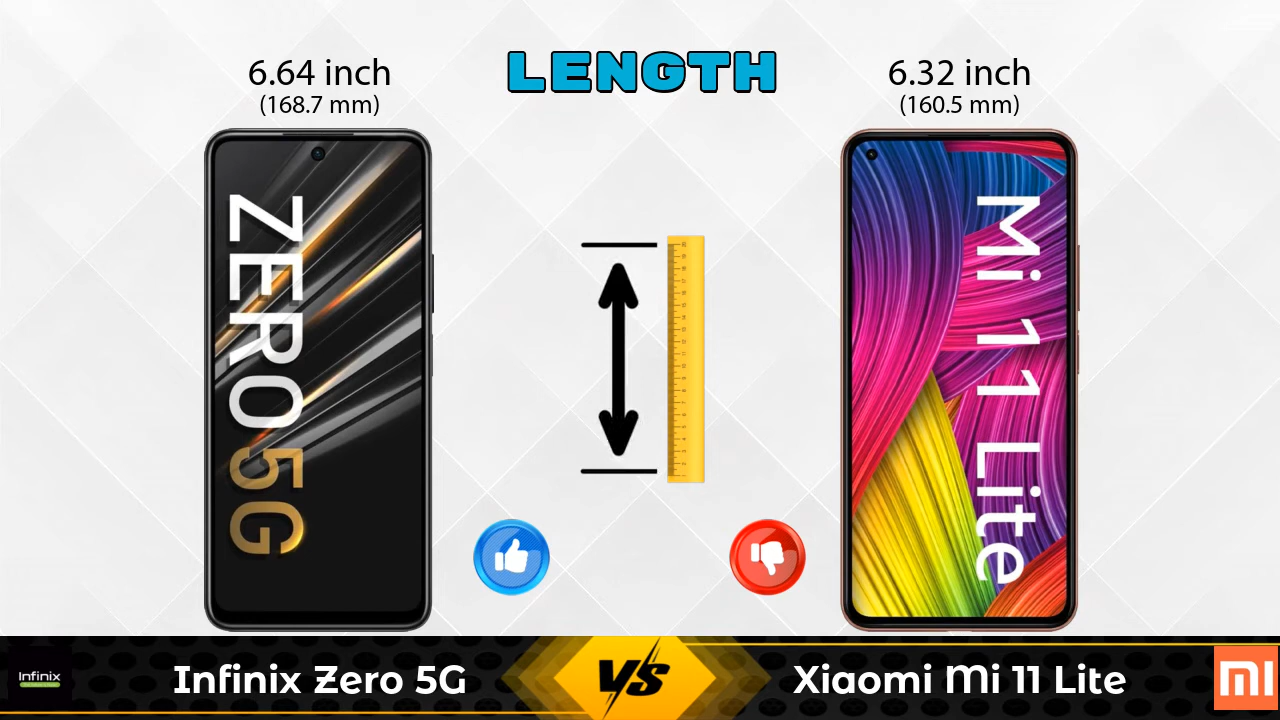 LENGTH
6.64 inch
(168.7 mm)
6.32 inch
(160.5 mm)
ZERO 5G
Mi 11 Lite
Infinix
Infinix Zero 5G
VS
Xiaomi Mi 11 Lite
MI